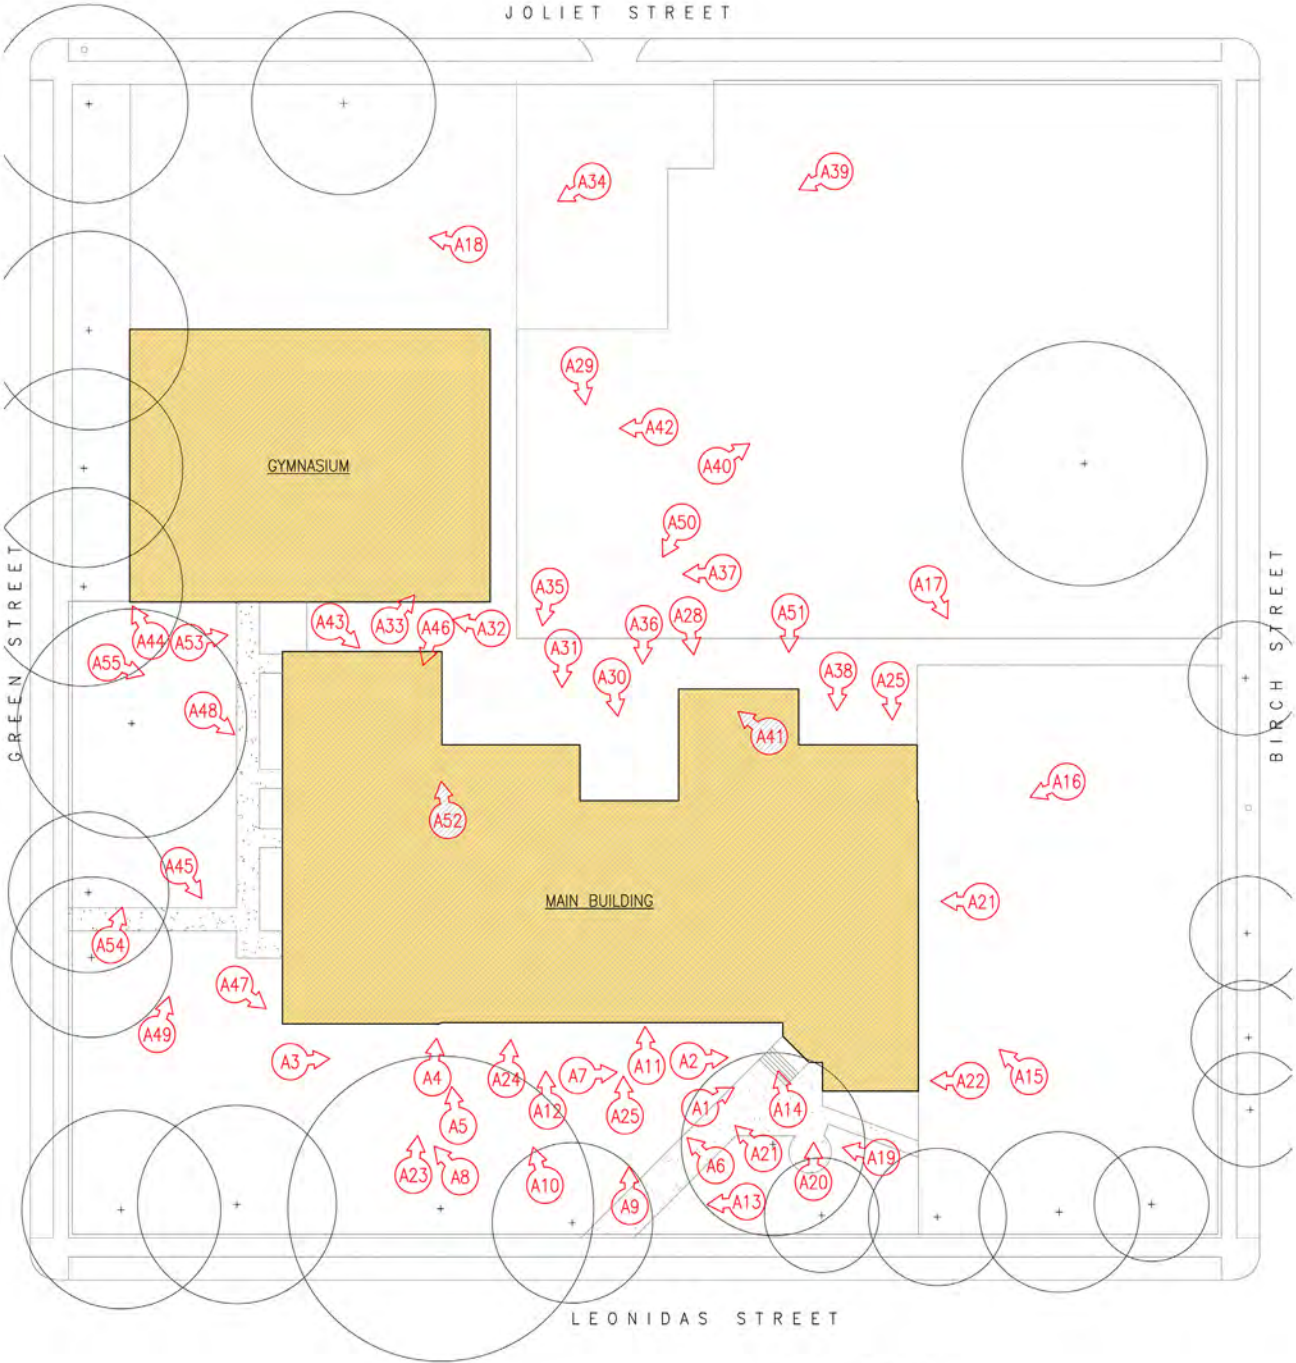 JOLIET STREET
A34
A39
A18
A29
A42
A40
GYMNASIUM
A50
A37
A35
A17
A51
A28
A36
A43
A33
A46
A32
A44
A53
A55
A31
A30
A38
A25
A48
A41
A16
A52
GREEN STREET
BIRCH STREET
A45
MAIN BUILDING
A21
A54
A47
A49
A3
A4
A24
A7
A11
A2
A12
A25
A1
A14
A22
A15
A5
A23
A8
A10
A6
A21
A19
A20
A9
A13
LEONIDAS STREET